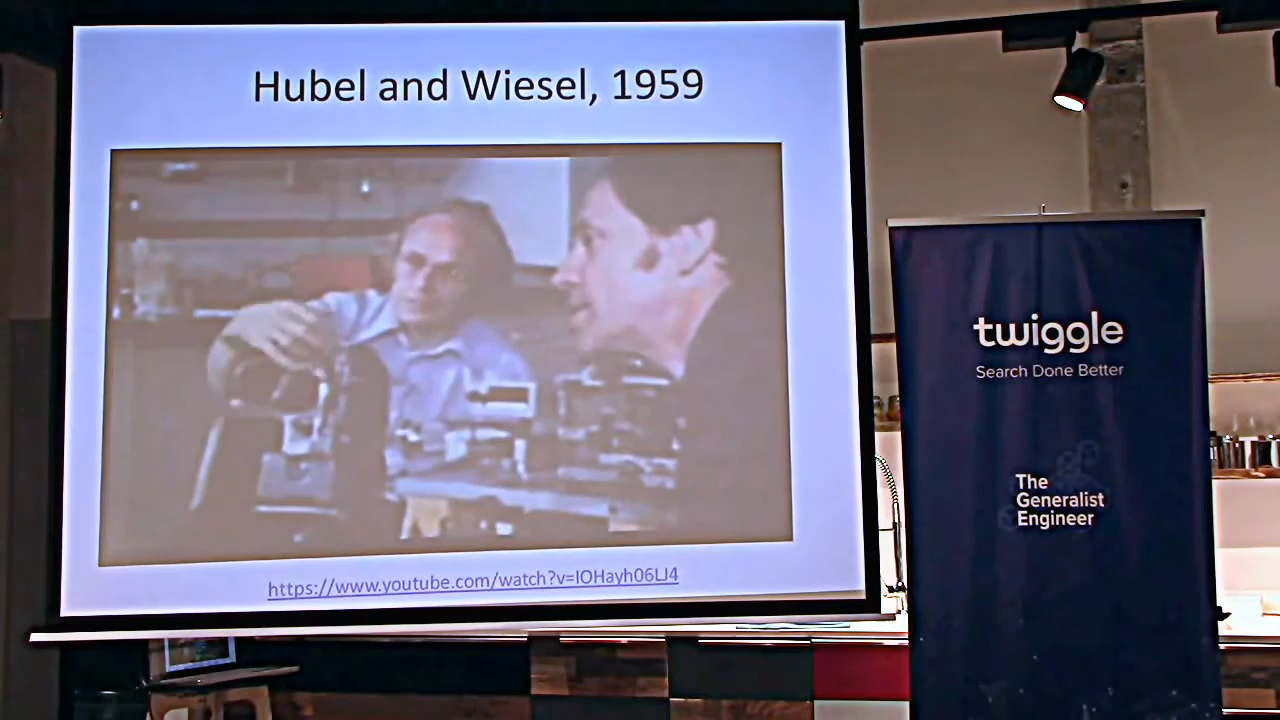 Hubel and Wiesel, 1959
https://www.youtube.com/watch?v=IOHayh06LJ4
twiggle
Search Done Better
The
Generalist
Engineer